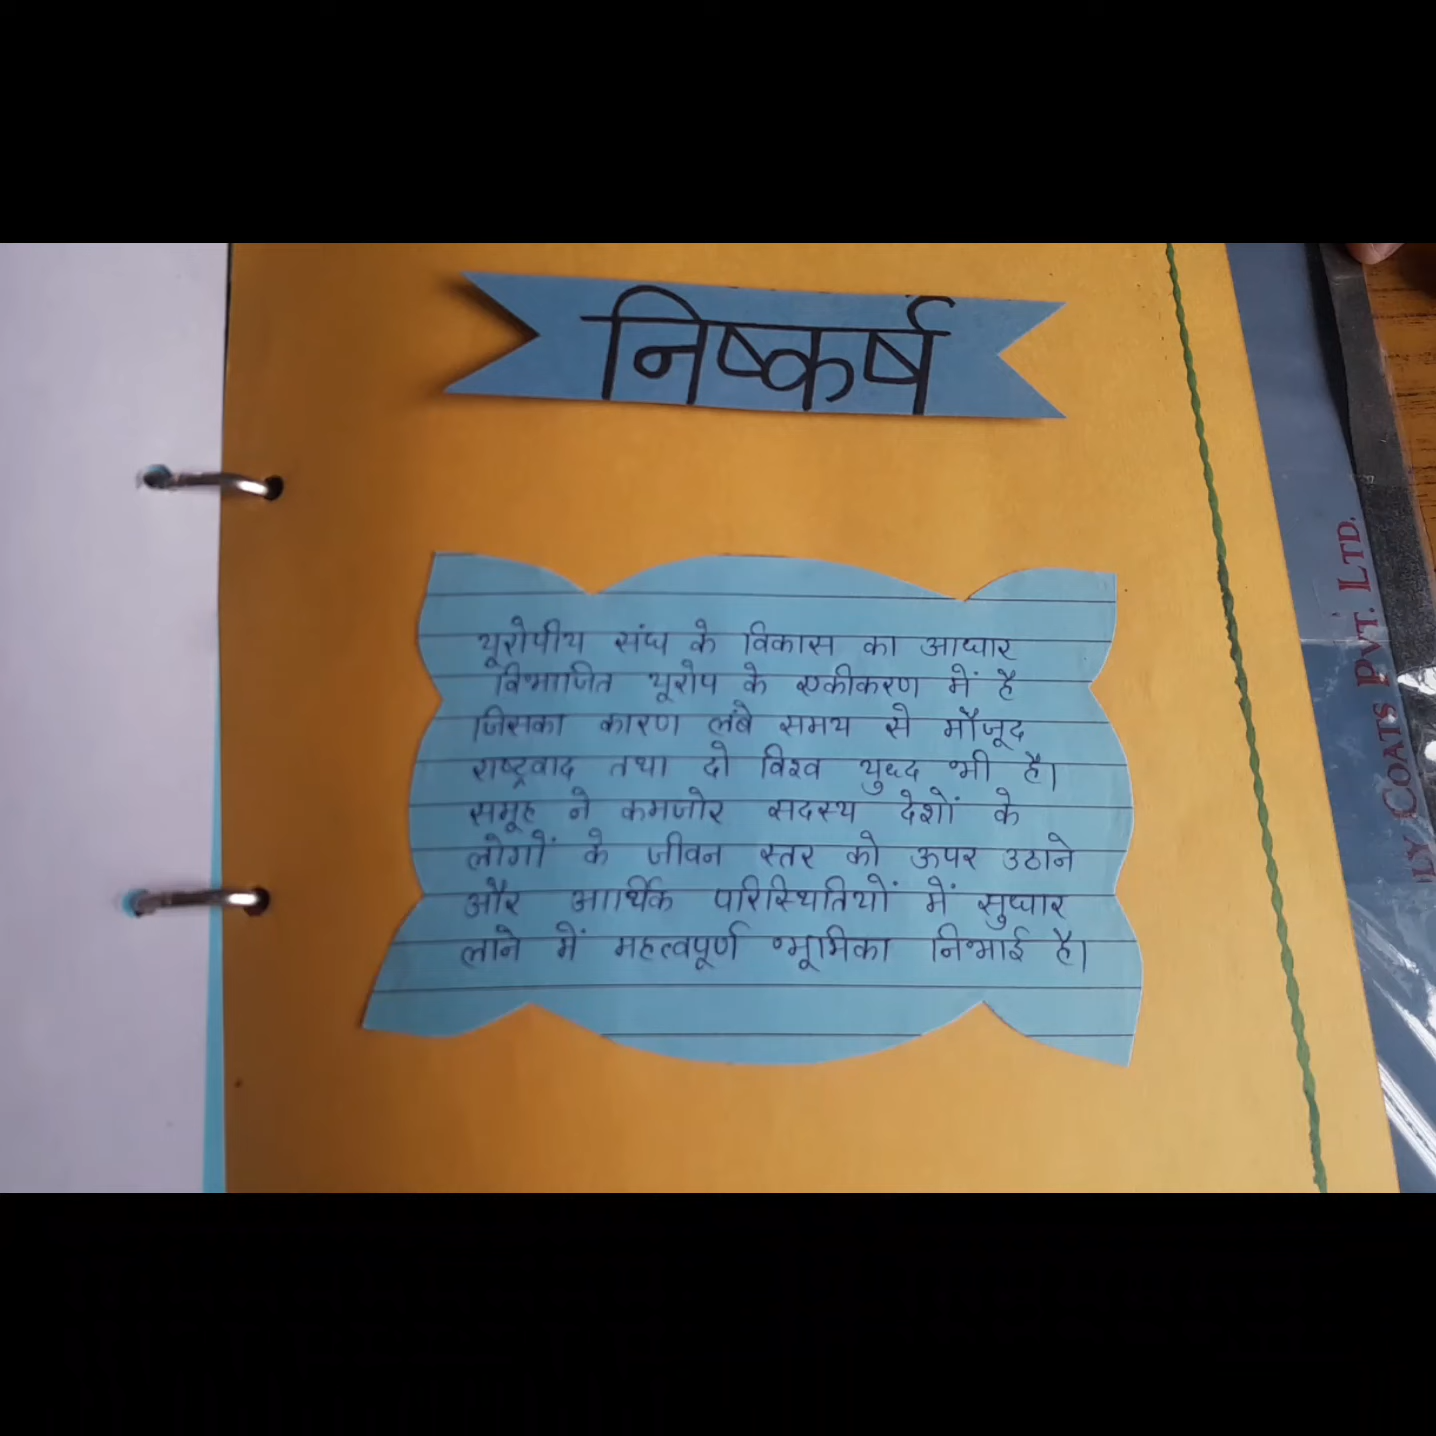 निष्कर्ष
यूरोपीय संघ के विकास का आधार
विभाजित यूरोप के एकीकरण में है
जिसका कारण लंबे समय से मौजूद
राष्ट्रवाद तथा दो विश्व युध्द भी है।
समूह ने कमजोर सदस्य देशों के
लोगों के जीवन स्तर को ऊपर उठाने
और आर्थिक परिस्थितियों में सुधार
लाने में महत्वपूर्ण भूमिका निभाई है।
LY COATS PVT. LTD.